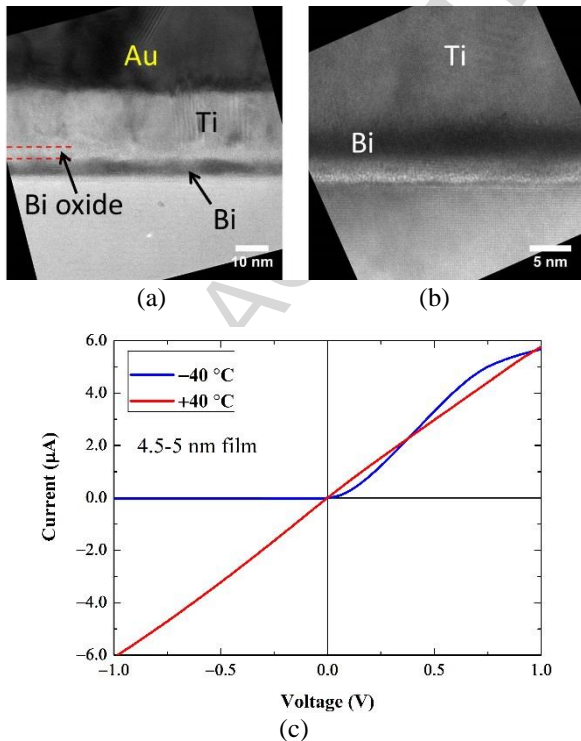 Au
Ti
Bi oxide
Bi
10 nm
Ti
Bi
5 nm
(a)
(b)
−40 °C
+40 °C
4.5-5 nm film
6.0
4.0
2.0
0.0
-2.0
-4.0
-6.0
Current (μA)
-1.0 -0.5 0.0 0.5 1.0
Voltage (V)
(c)